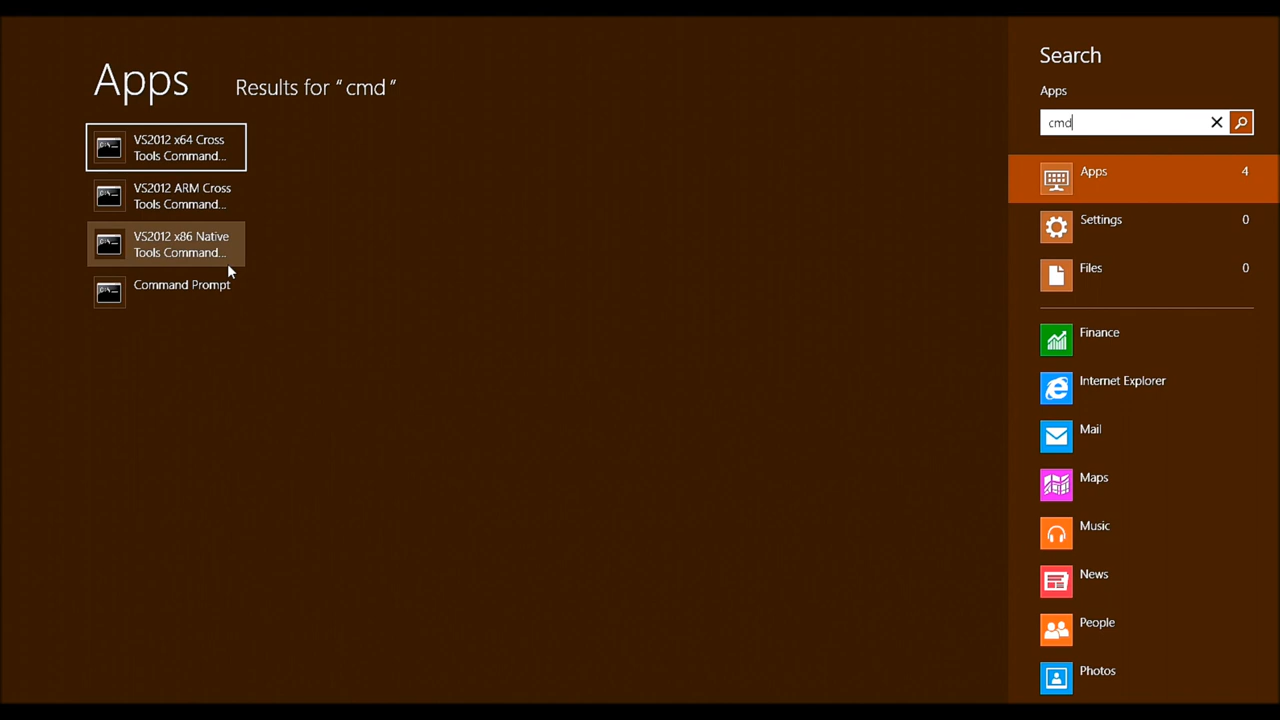 Apps
Results for “cmd”
VS2012 x64 Cross
Tools Command...
VS2012 ARM Cross
Tools Command...
VS2012 x86 Native
Tools Command...
Command Prompt
Search
Apps
cmd
Apps 4
Settings 0
Files 0
Finance
Internet Explorer
Mail
Maps
Music
News
People
Photos